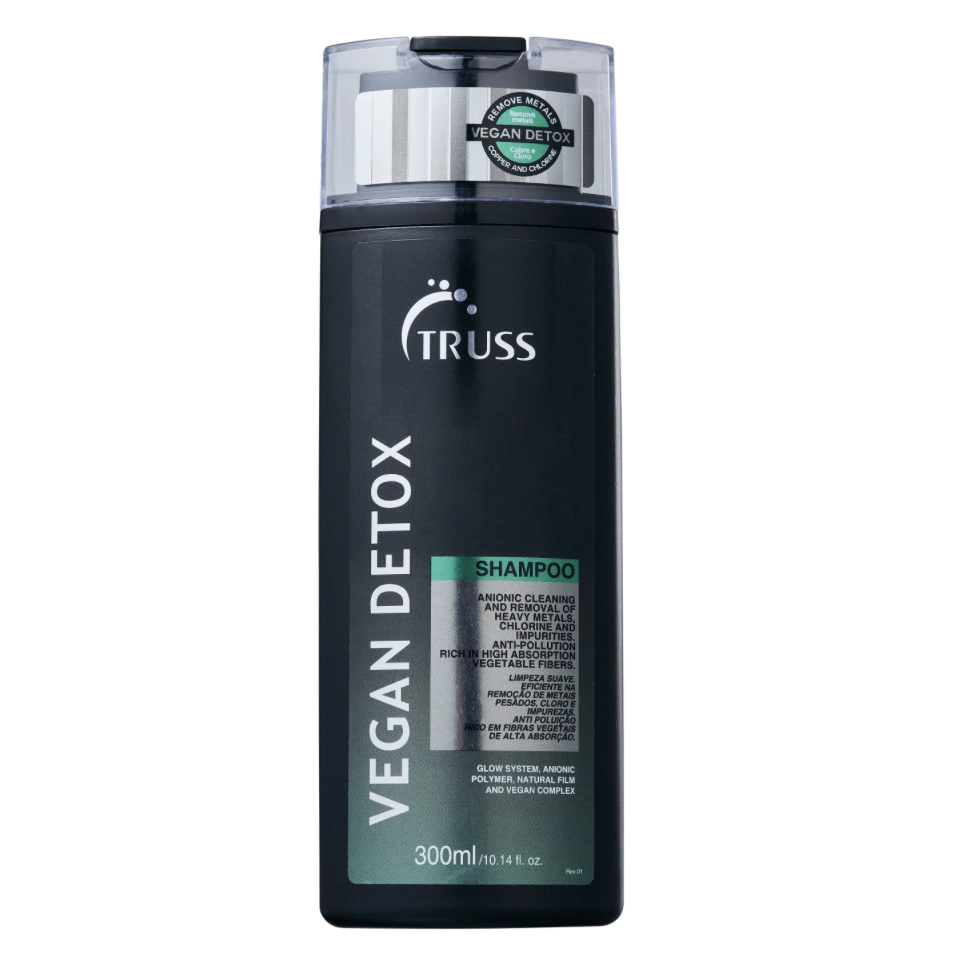 REMOVE METALS
Remove
metais
VEGAN DETOX
Cobre e
Cloro
COPPER AND CHLORINE
TRUSS
VEGAN DETOX
SHAMPOO
ANIONIC CLEANING
AND REMOVAL OF
HEAVY METALS,
CHLORINE AND
IMPURITIES.
ANTI-POLLUTION
RICH IN HIGH ABSORPTION
VEGETABLE FIBERS.
LIMPEZA SUAVE.
EFICIENTE NA
REMOÇÃO DE METAIS
PESADOS, CLORO E
IMPUREZAS.
ANTI POLUIÇÃO
RICO EM FIBRAS VEGETAIS
DE ALTA ABSORÇÃO.
GLOW SYSTEM, ANIONIC
POLYMER, NATURAL FILM
AND VEGAN COMPLEX
300ml/10.14 fl. oz.
Rev 01